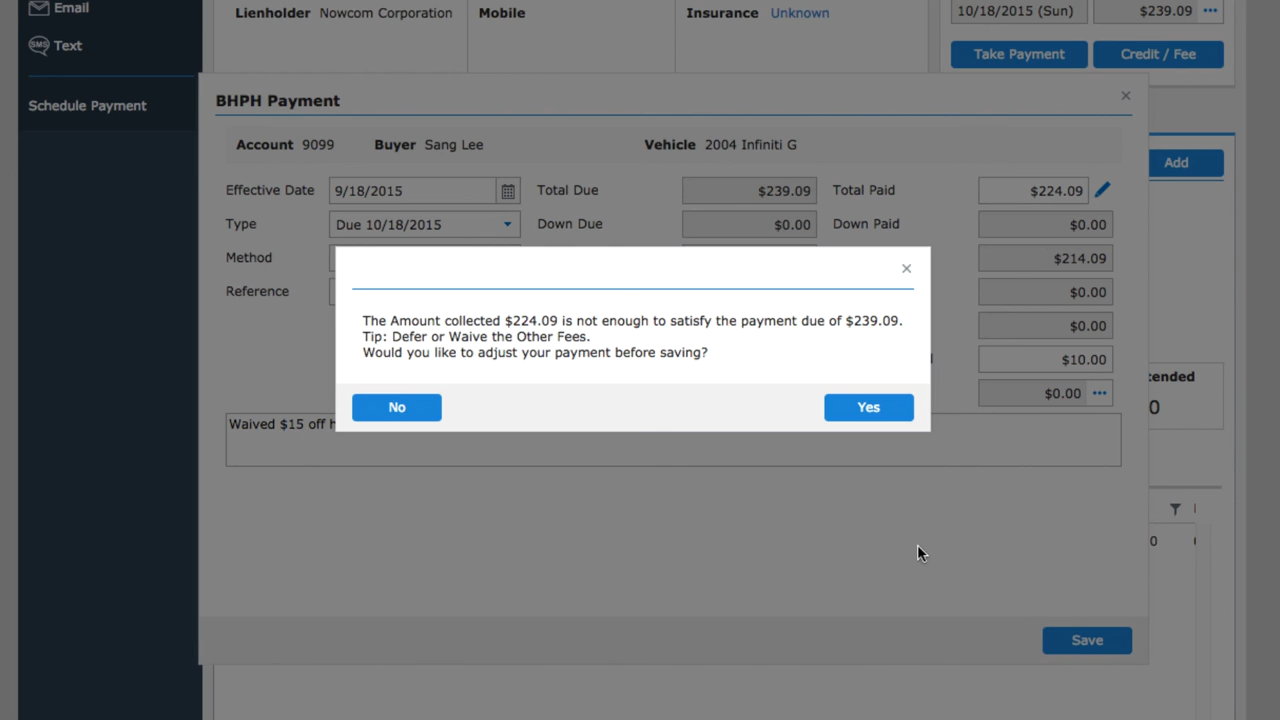 Email
Lienholder Nowcom Corporation Mobile Insurance Unknown
10/18/2015 (Sun) $239.09
SMS Text
Take Payment Credit / Fee
Schedule Payment
BHPH Payment
Account 9099 Buyer Sang Lee Vehicle 2004 Infiniti G
Add
Effective Date 9/18/2015 Total Due $239.09 Total Paid $224.09
Type Due 10/18/2015 Down Due $0.00 Down Paid $0.00
Method $214.09
Reference $0.00
The Amount collected $224.09 is not enough to satisfy the payment due of $239.09.
Tip: Defer or Waive the Other Fees.
Would you like to adjust your payment before saving?
$0.00
$10.00
$0.00
No Yes
tended
0
Waived $15 off
0
Save